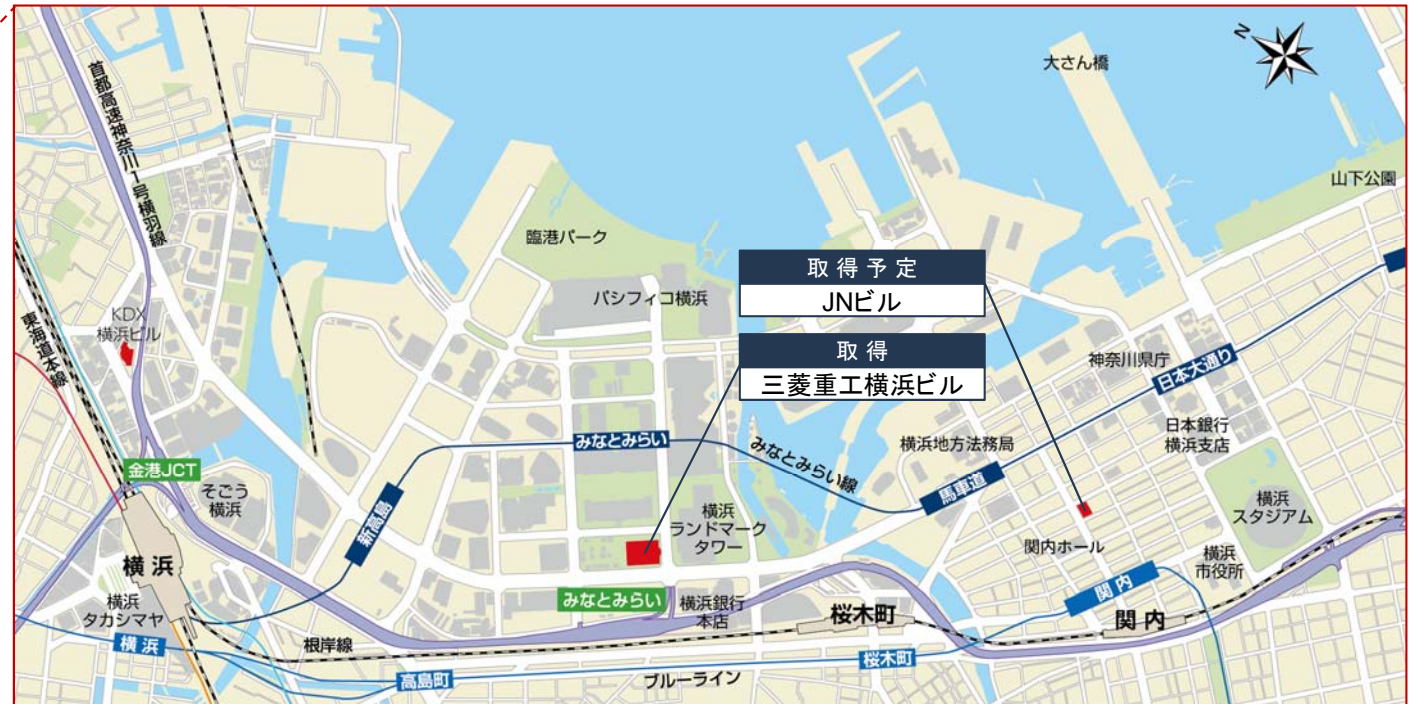 N
大さん橋
山下公園
首都高速神奈川1号横羽線
臨港パーク
パシフィコ横浜
取得予定
JNビル
取得
三菱重工横浜ビル
KDX
横浜ビル
東海道本線
神奈川県庁
日本大通り
日本銀行
横浜支店
横浜地方法務局
みなとみらい
みなとみらい線
馬車道
金港JCT
そごう
横浜
新高島
横浜
ランドマーク
タワー
横浜
スタジアム
関内ホール
横浜
市役所
横浜
横浜
タカシマヤ
みなとみらい
横浜銀行
本店
桜木町
関内
関内
横浜
根岸線
高島町
ブルーライン
桜木町